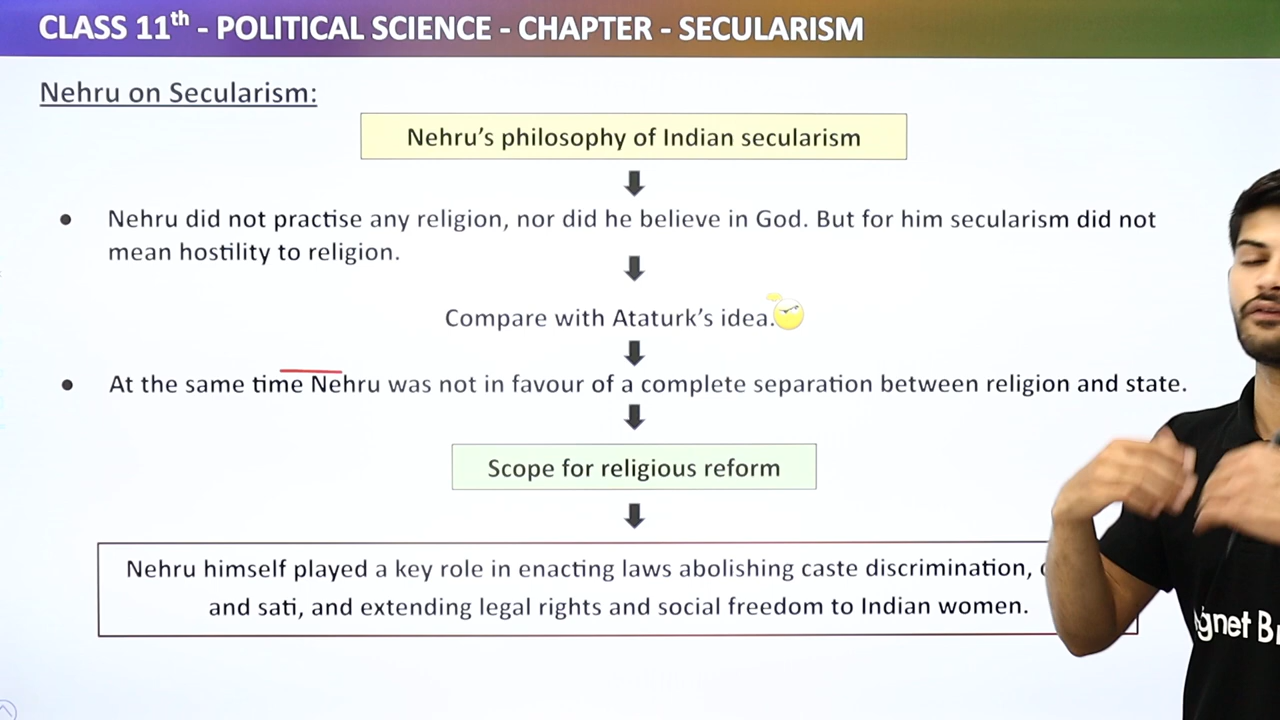 CLASS 11th - POLITICAL SCIENCE - CHAPTER - SECULARISM
Nehru on Secularism:
Nehru's philosophy of Indian secularism
Nehru did not practise any religion, nor did he believe in God. But for him secularism did not
mean hostility to religion.
Compare with Ataturk's idea.
At the same time Nehru was not in favour of a complete separation between religion and state.
Scope for religious reform
Nehru himself played a key role in enacting laws abolishing caste discrimination,
and sati, and extending legal rights and social freedom to Indian women.